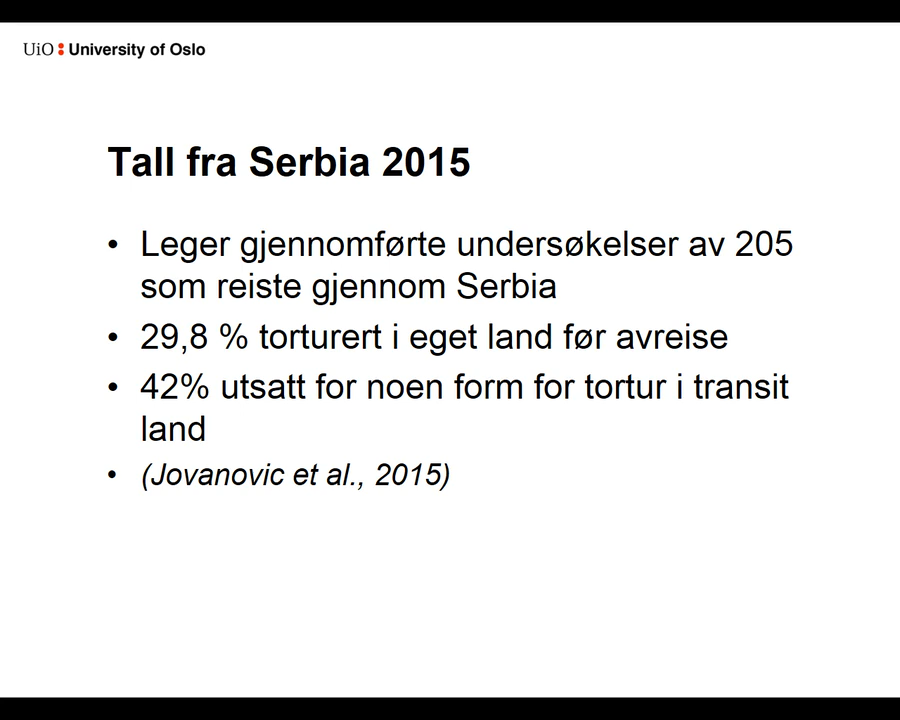 UiO : University of Oslo
Tall fra Serbia 2015
• Leger gjennomførte undersøkelser av 205
som reiste gjennom Serbia
• 29,8 % torturert i eget land før avreise
• 42% utsatt for noen form for tortur i transit
land
• (Jovanovic et al., 2015)